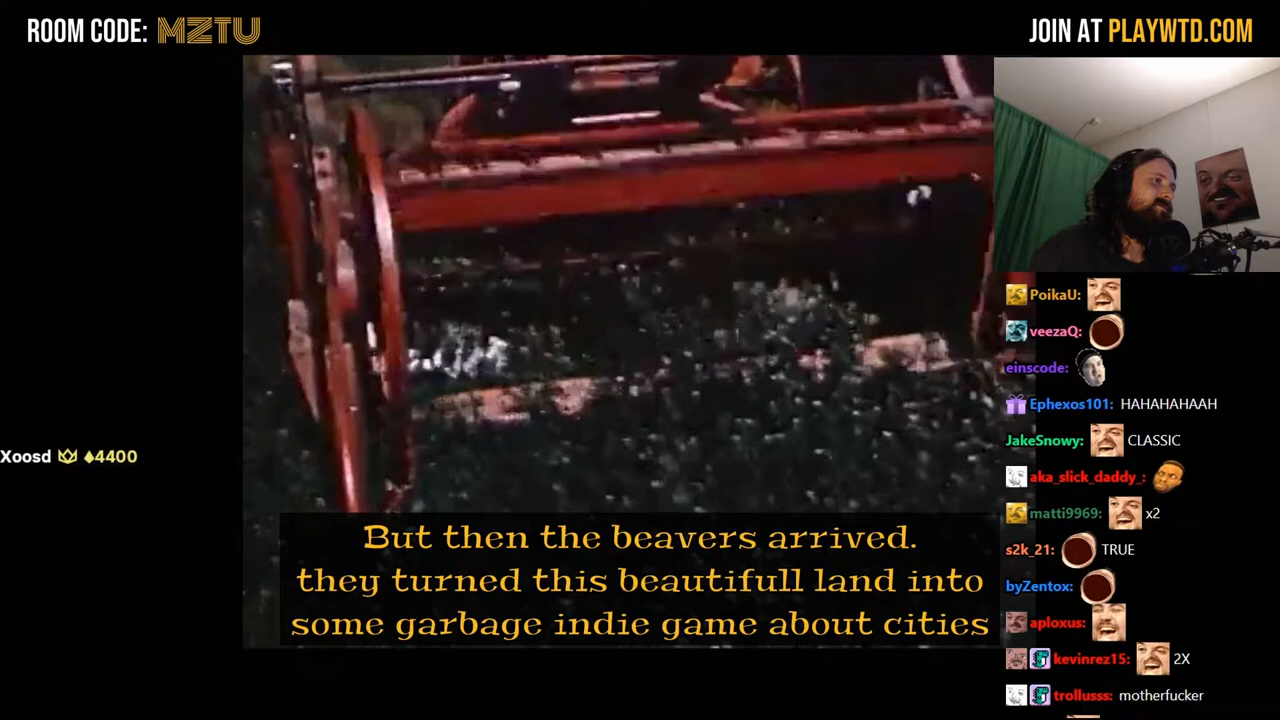 ROOM CODE: MZTU
JOIN AT PLAYWTD.COM
PoikaU:
veezaQ:
einscode:
Ephexos101: HAHAHAHAAH
JakeSnowy: CLASSIC
Xoosd 4400
aka_slick_daddy_:
matti9969: x2
s2k_21: TRUE
byZentox:
aploxus:
kevinrez15: 2X
trollusss: motherfucker
But then the beavers arrived.
they turned this beautifull land into
some garbage indie game about cities